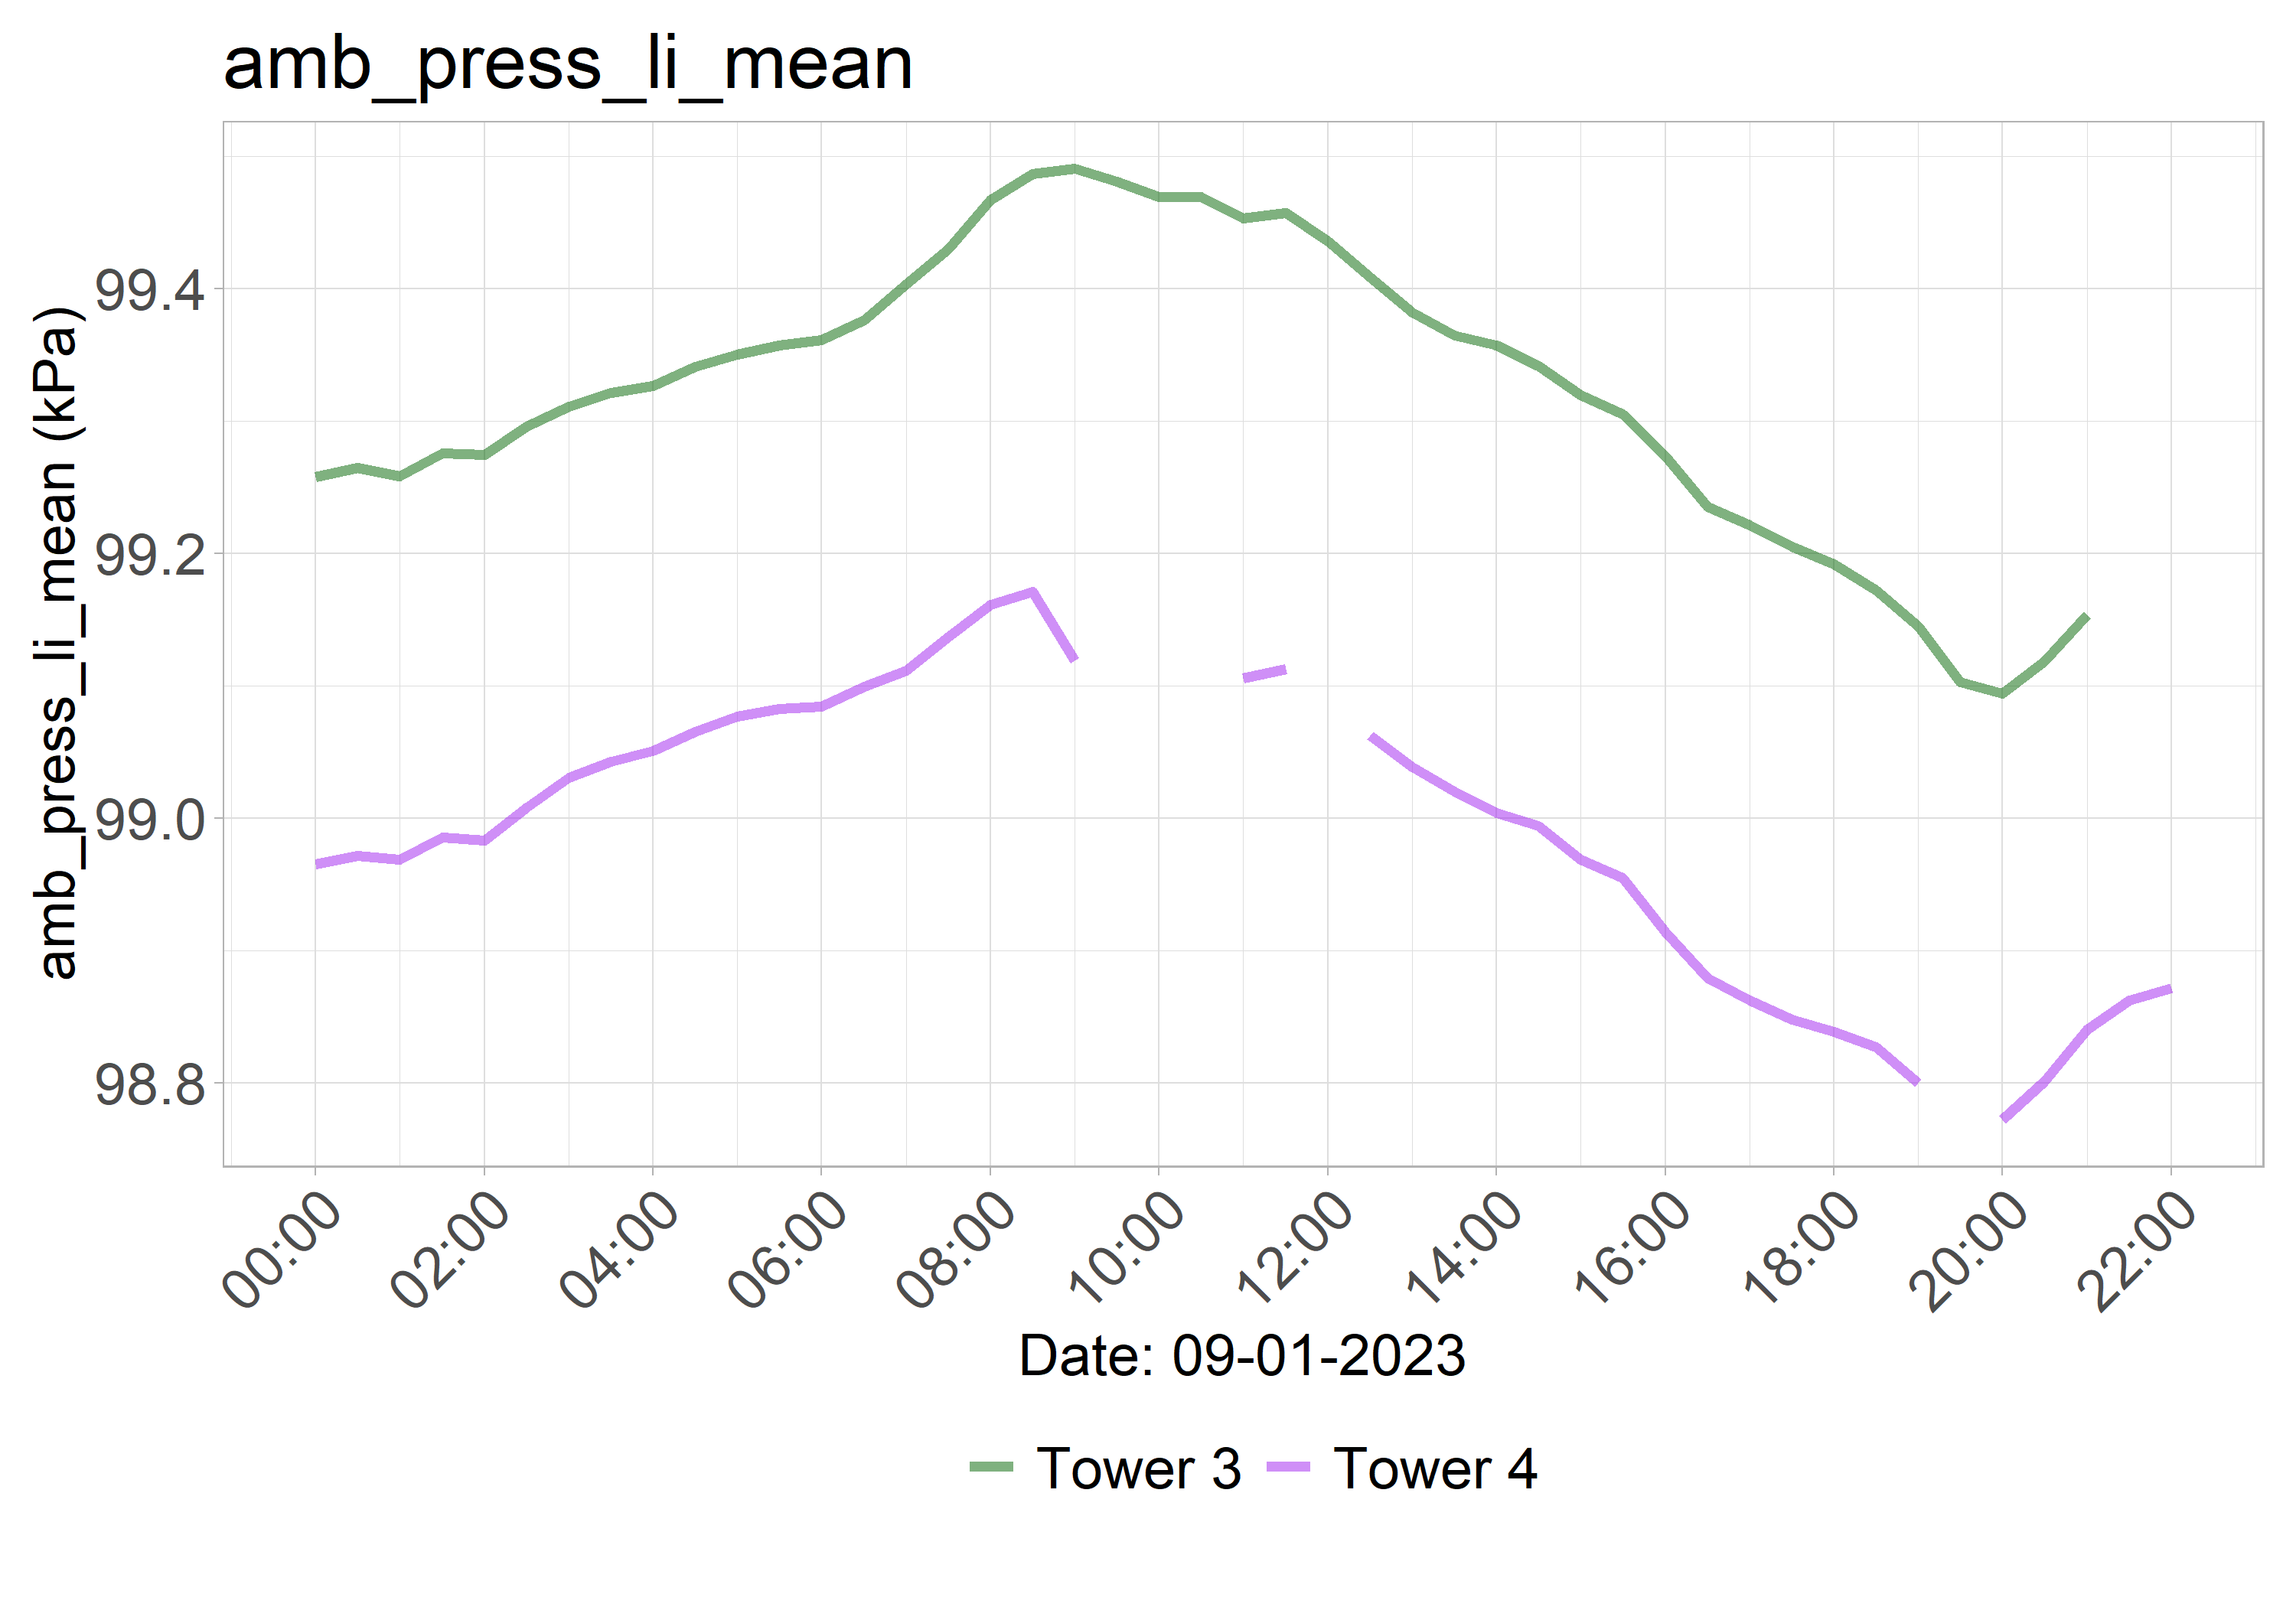 amb_press_li_mean
amb_press_li_mean (kPa)
99.4
99.2
99.0
98.8
00:00 02:00 04:00 06:00 08:00 10:00 12:00 14:00 16:00 18:00 20:00 22:00
Date: 09-01-2023
Tower 3 Tower 4